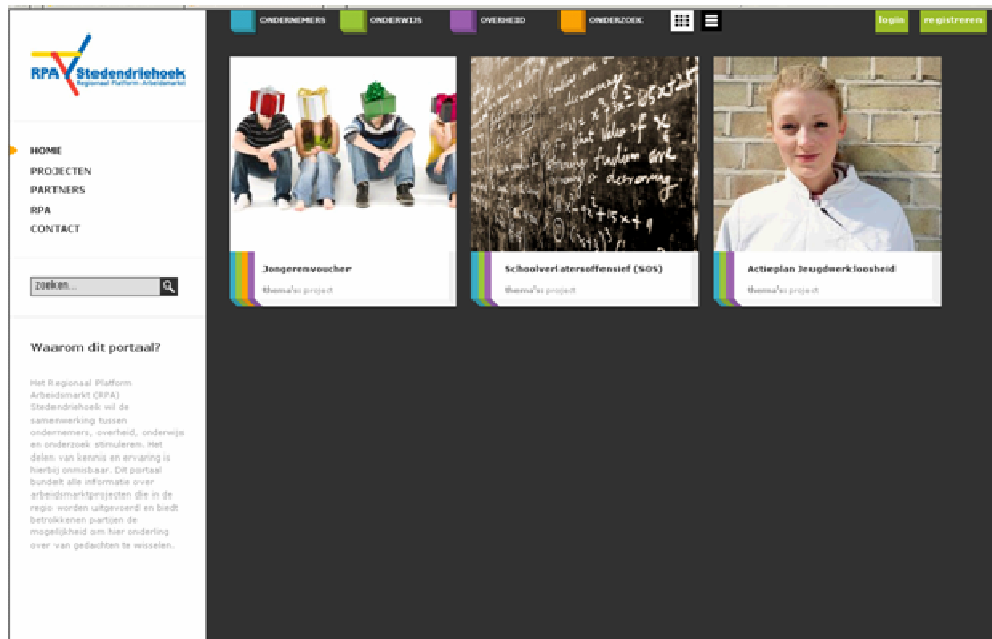 ONDERNEMERS ONDERWIJS OVERHEID ONDERZOEK login registreren
RPA Stedendriehoek
Regionaal Platform Arbeidsmarkt
HOME
PROJECTEN
PARTNERS
RPA
CONTACT
zoeken...
Waarom dit portaal?
Het Regionaal Platform
Arbeidsmarkt (RPA)
Stedendriehoek wil de
samenwerking tussen
ondernemers, overheid, onderwijs
en onderzoek stimuleren. Het
delen van kennis en ervaring is
hierbij onmisbaar. Dit portaal
bundelt alle informatie over
arbeidsmarktprojecten die in de
regio worden uitgevoerd en biedt
betrokkenen partijen de
mogelijkheid om hier onderling
over van gedachten te wisselen.
Jongerenvoucher
thema's: project
Schoolverlatersoffensief (SOS)
thema's: project
Actieplan Jeugdwerkloosheid
thema's: project